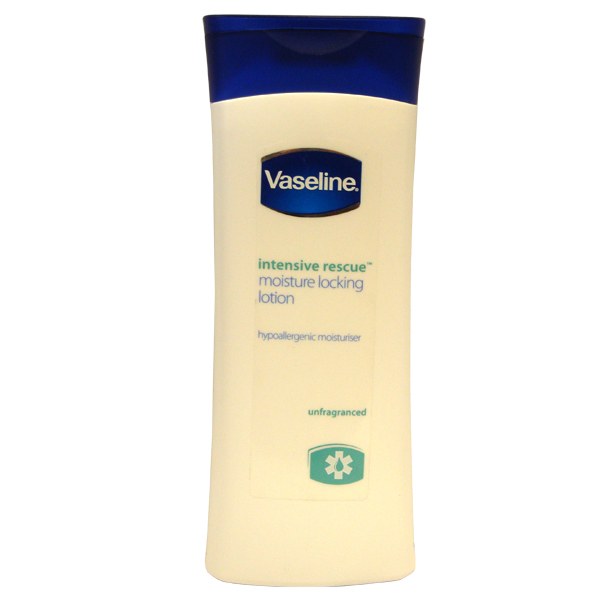 Vaseline.
intensive rescue™
moisture locking
lotion
hypoallergenic moisturiser
unfragranced